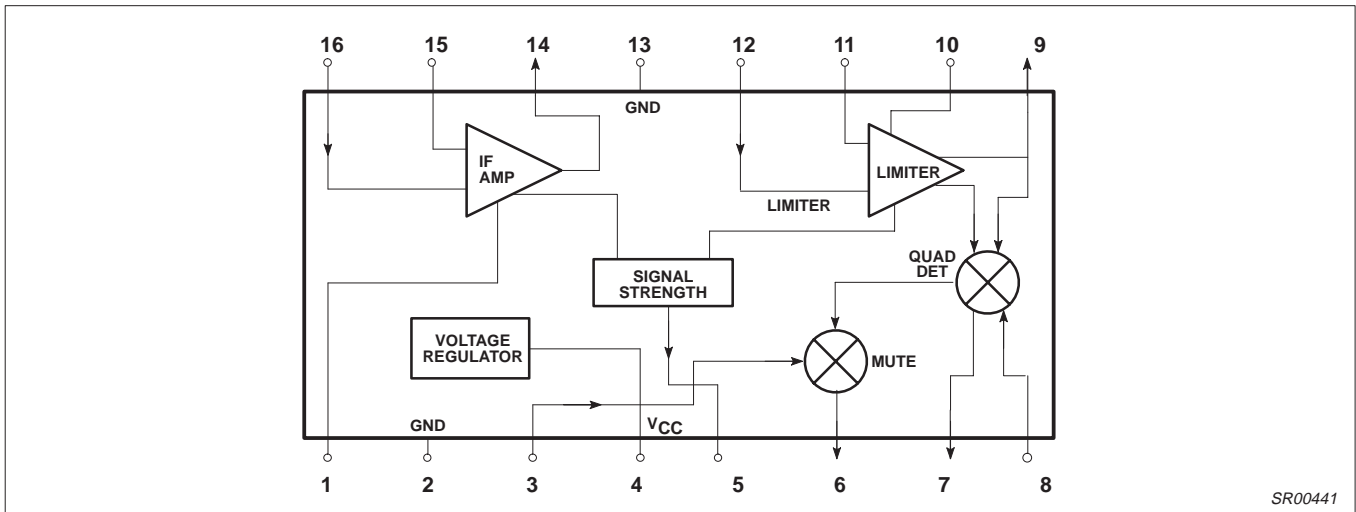 16 15 14 13 12 11 10 9
GND
IF
AMP
LIMITER
LIMITER
QUAD
DET
SIGNAL
STRENGTH
VOLTAGE
REGULATOR
MUTE
GND
VCC
1 2 3 4 5 6 7 8
SR00441